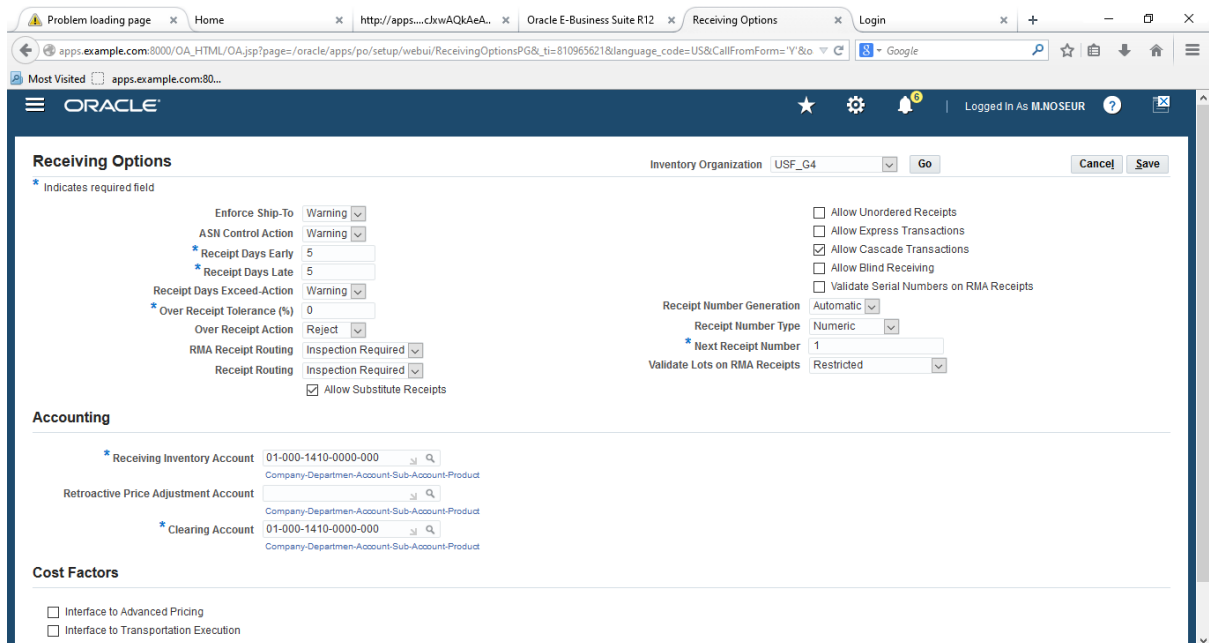 Problem loading page
Home
http://apps....cJxwAQkAeA..
Oracle E-Business Suite R12
Receiving Options
Login
apps.example.com:8000/OA_HTML/OA.jsp?page=/oracle/apps/po/setup/webui/ReceivingOptionsPG&_ti=810965621&language_code=US&CallFromForm='Y'&o
Google
Most Visited
apps.example.com:80...
ORACLE
6
Logged In As M.NOSEUR
Receiving Options
Inventory Organization USF_G4
Go
Cancel
Save
* Indicates required field
Enforce Ship-To Warning
ASN Control Action Warning
* Receipt Days Early 5
* Receipt Days Late 5
Receipt Days Exceed-Action Warning
* Over Receipt Tolerance (%) 0
Over Receipt Action Reject
RMA Receipt Routing Inspection Required
Receipt Routing Inspection Required
Allow Substitute Receipts
Allow Unordered Receipts
Allow Express Transactions
Allow Cascade Transactions
Allow Blind Receiving
Validate Serial Numbers on RMA Receipts
Receipt Number Generation Automatic
Receipt Number Type Numeric
* Next Receipt Number 1
Validate Lots on RMA Receipts Restricted
Accounting
* Receiving Inventory Account 01-000-1410-0000-000
Company-Departmen-Account-Sub-Account-Product
Retroactive Price Adjustment Account
Company-Departmen-Account-Sub-Account-Product
* Clearing Account 01-000-1410-0000-000
Company-Departmen-Account-Sub-Account-Product
Cost Factors
Interface to Advanced Pricing
Interface to Transportation Execution